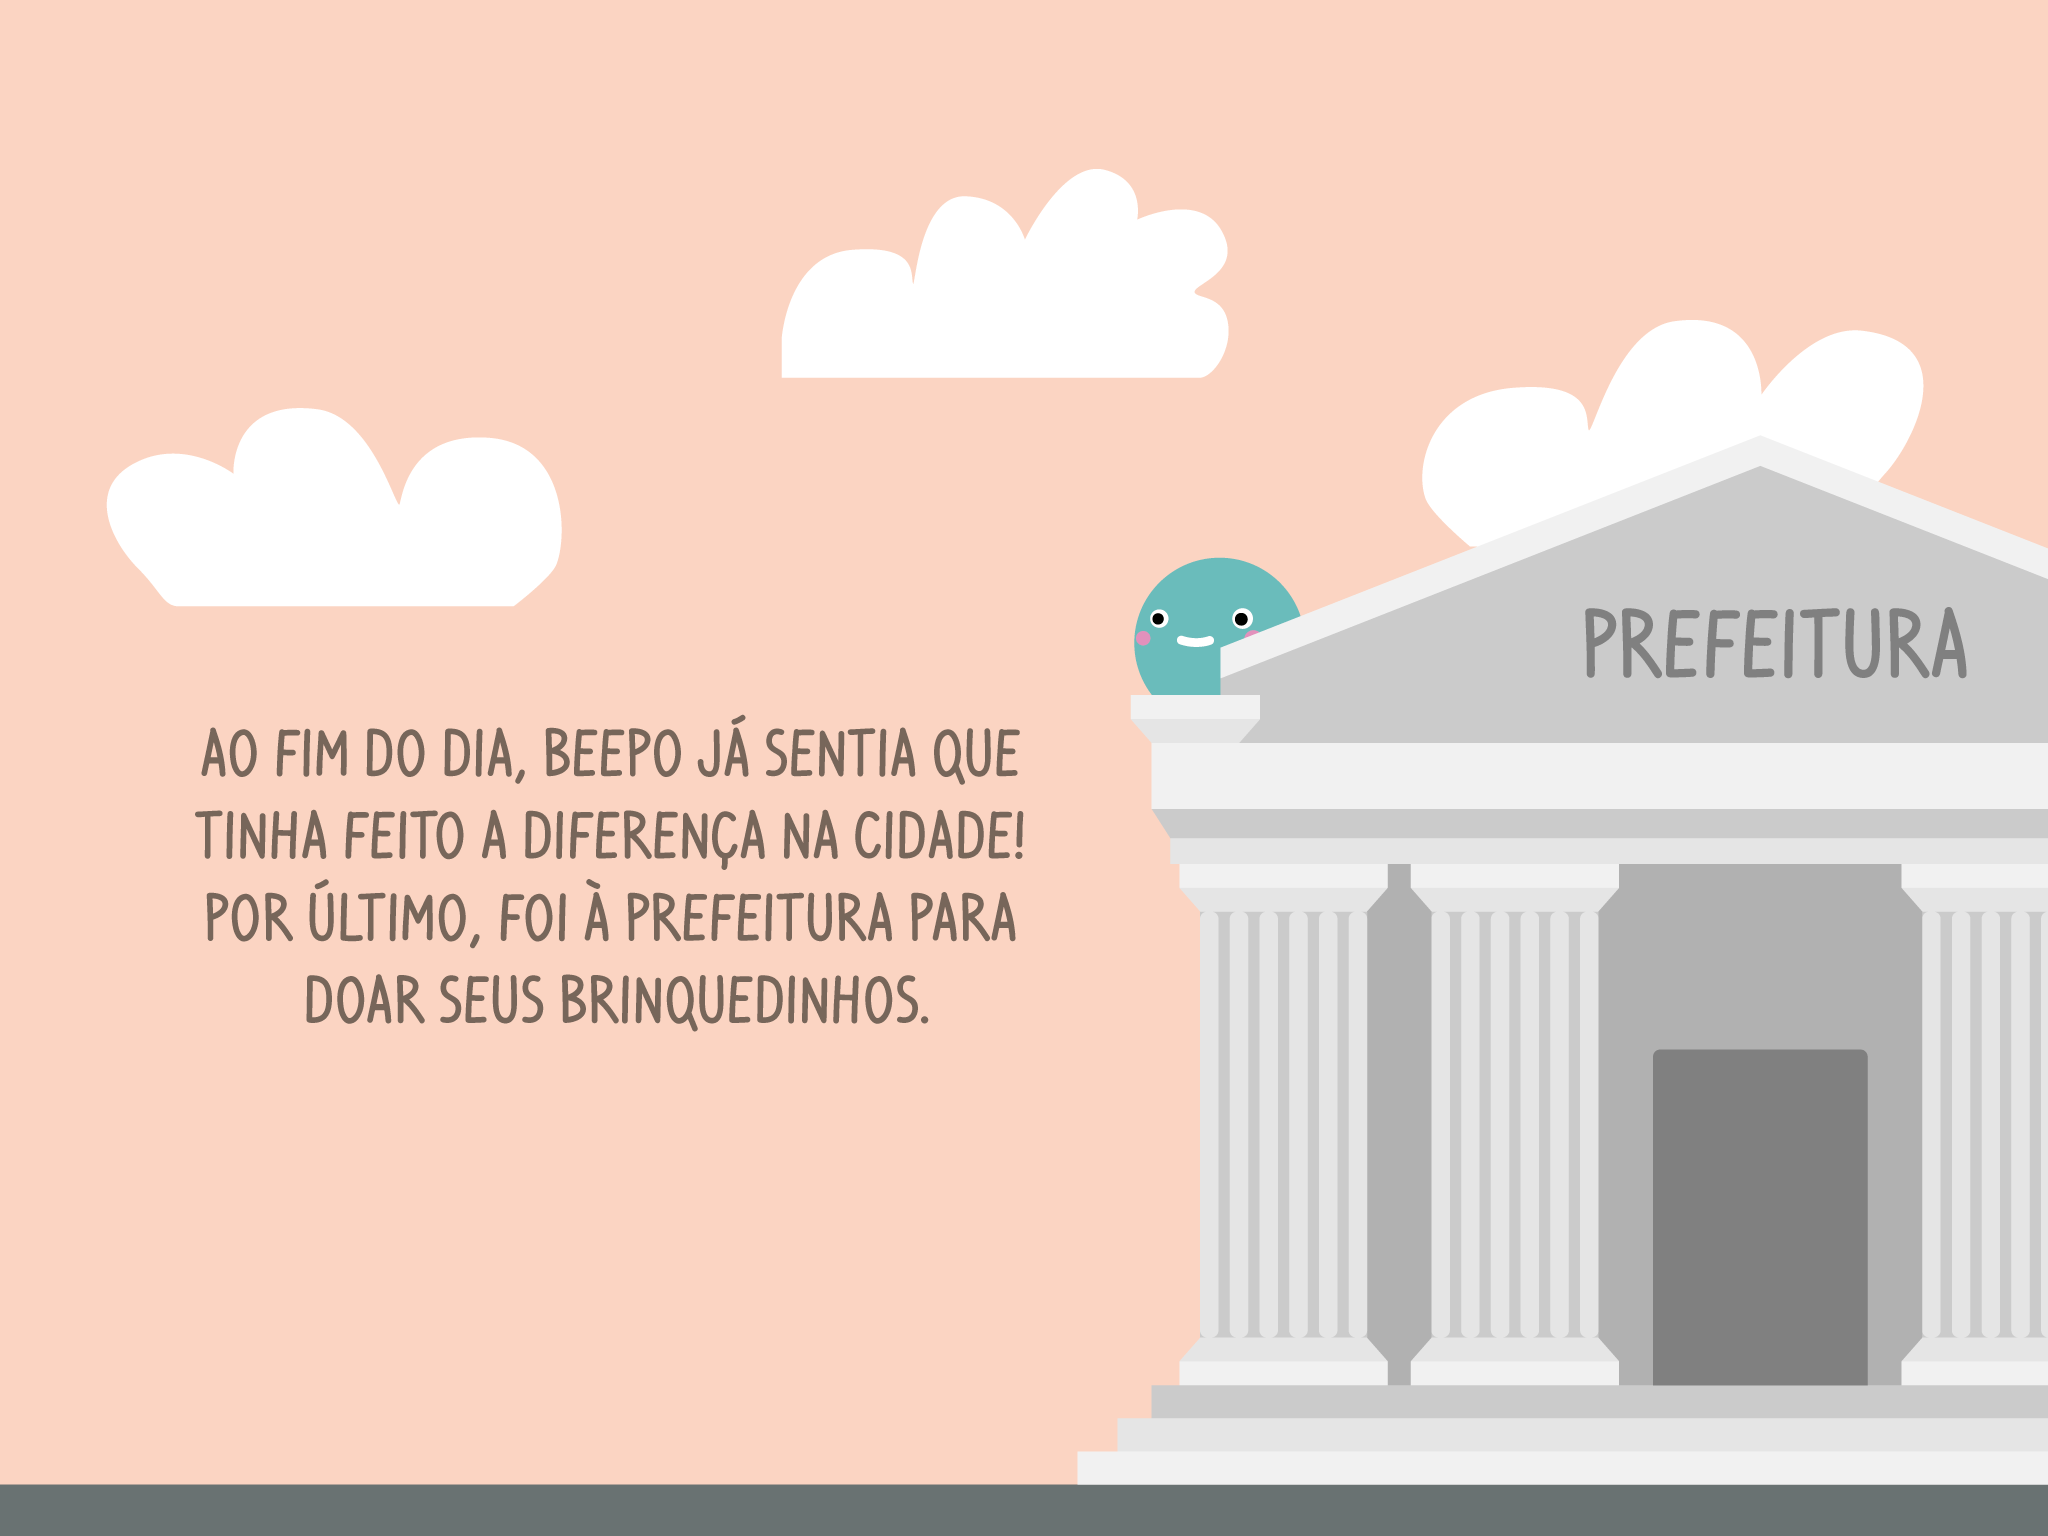 PREFEITURA
AO FIM DO DIA, BEEPO JÁ SENTIA QUE
TINHA FEITO A DIFERENÇA NA CIDADE!
POR ÚLTIMO, FOI À PREFEITURA PARA
DOAR SEUS BRINQUEDINHOS.